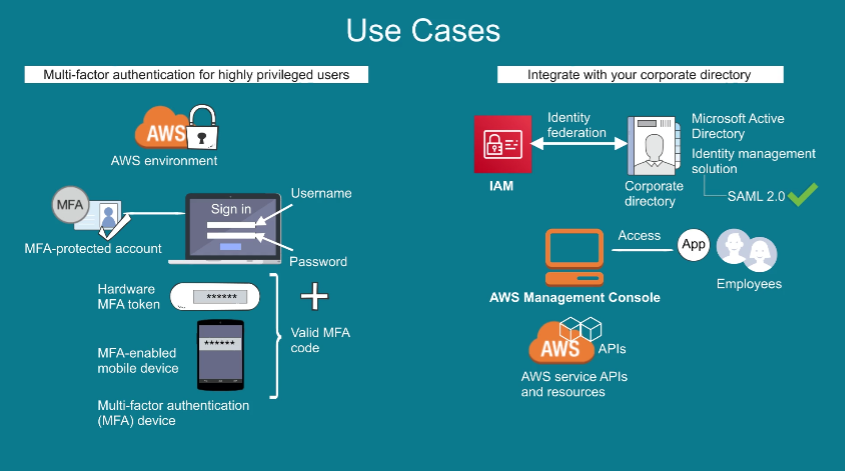 Use Cases
Multi-factor authentication for highly privileged users
AWS
AWS environment
MFA
MFA-protected account
Sign in
Username
Password
Hardware
MFA token
******
MFA-enabled
mobile device
******
Multi-factor authentication
(MFA) device
+
Valid MFA
code
Integrate with your corporate directory
IAM
Identity
federation
Corporate
directory
Microsoft Active
Directory
Identity management
solution
SAML 2.0
AWS Management Console
Access
App
Employees
AWS
APIs
AWS service APIs
and resources